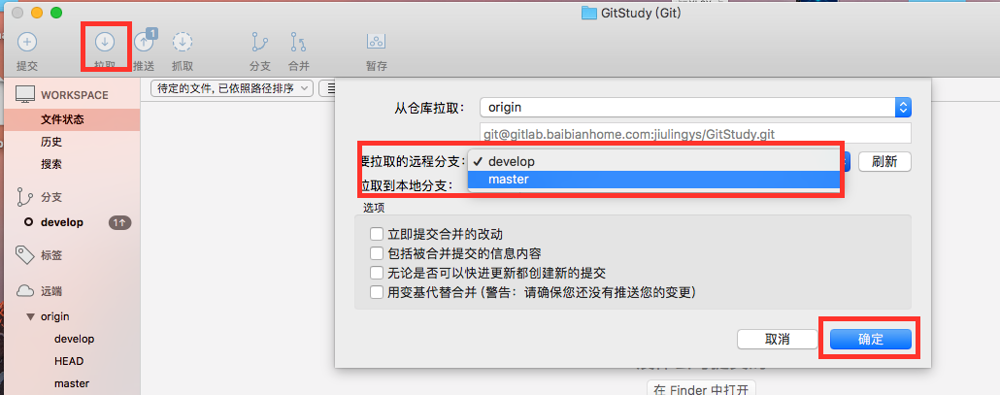 GitStudy (Git)
1
提交
拉取
推送
抓取
分支
合并
暂存
WORKSPACE
文件状态
历史
搜索
分支
develop
1↑
标签
远端
origin
develop
HEAD
master
待定的文件, 已依照路径排序
从仓库拉取：
origin
git@gitlab.baibianhome.com:jiulingys/GitStudy.git
要拉取的远程分支：
✓ develop
master
刷新
拉取到本地分支：
选项
立即提交合并的改动
包括被合并提交的信息内容
无论是否可以快进更新都创建新的提交
用变基代替合并 (警告：请确保您还没有推送您的变更)
取消
确定
在 Finder 中打开